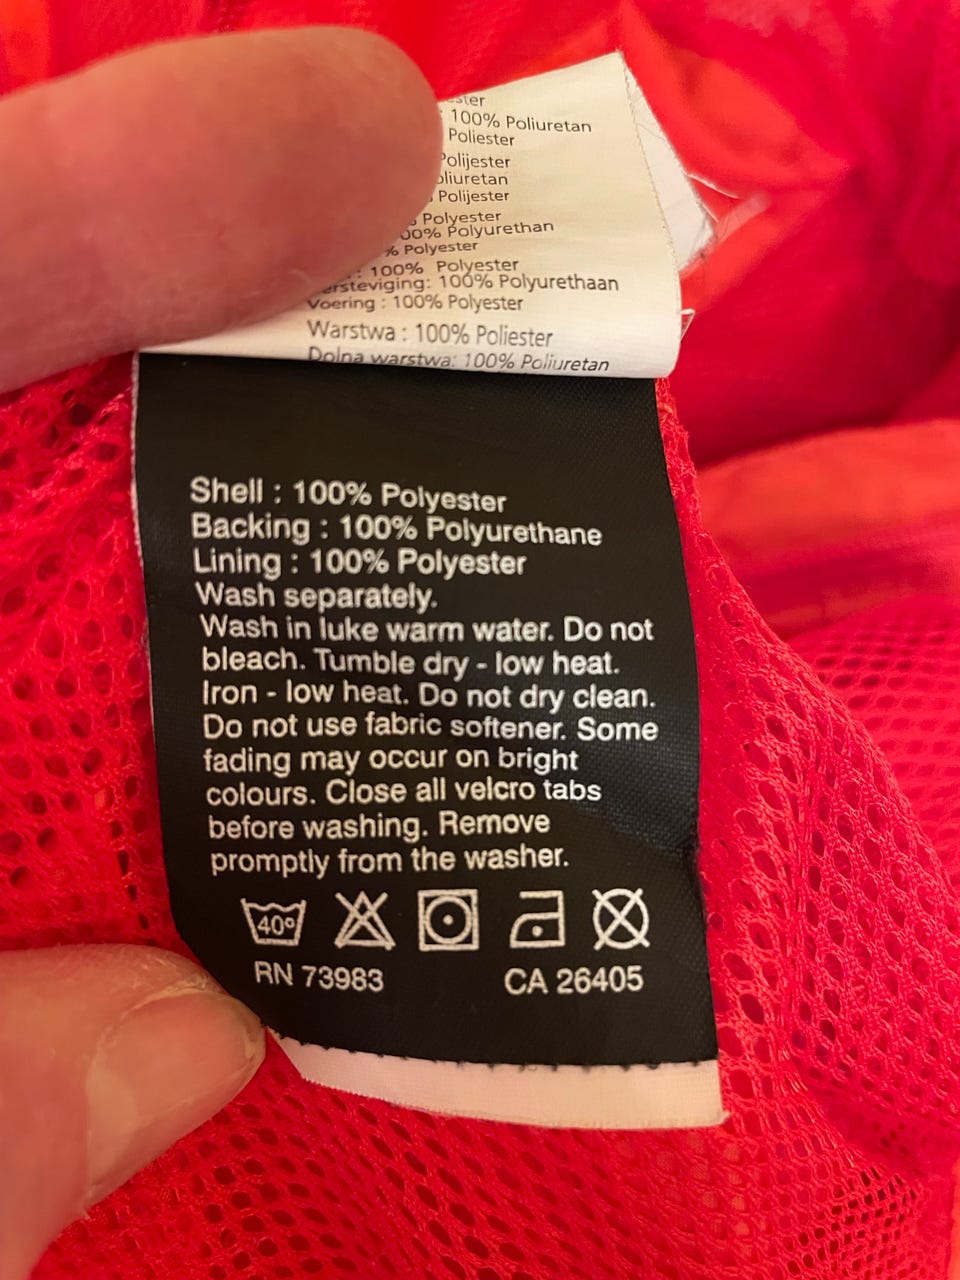 100% Poliuretan
Poliester
Polijester
Polijester
Polyester
Polyurethan
% Polyester
: 100% Polyester
100% Polyurethaan
Voering : 100% Polyester
Warstwa : 100% Poliester
Dolna warstwa: 100% Poliuretan
Shell : 100% Polyester
Backing : 100% Polyurethane
Lining : 100% Polyester
Wash separately.
Wash in luke warm water. Do not
bleach. Tumble dry - low heat.
Iron - low heat. Do not dry clean.
Do not use fabric softener. Some
fading may occur on bright
colours. Close all velcro tabs
before washing. Remove
promptly from the washer.
40º
RN 73983 CA 26405